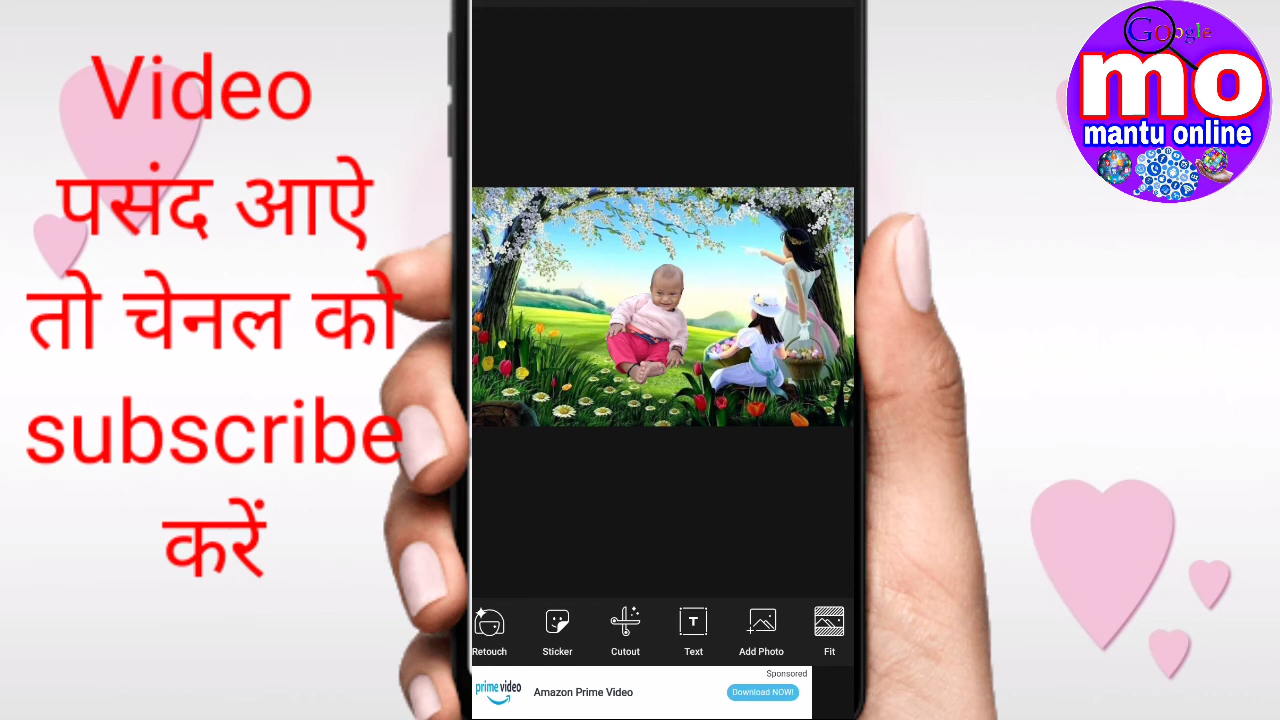 Video
पसंद आऐ
तो चेनल को
subscribe
करें
Google
mo
mantu online
Retouch
Sticker
Cutout
T
Text
Add Photo
Fit
Sponsored
prime video
Amazon Prime Video
Download NOW!